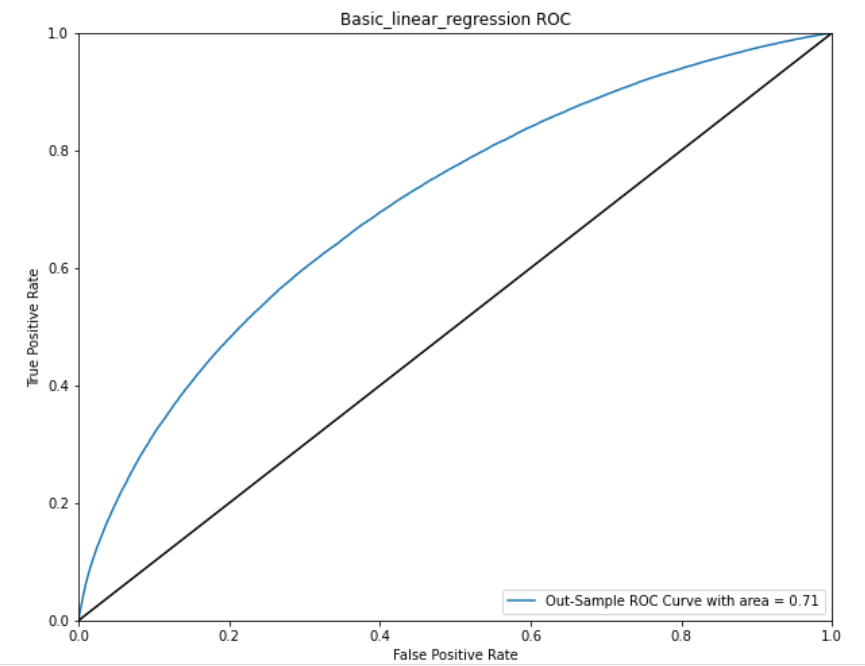 Basic_linear_regression ROC
1.0
0.8
0.6
0.4
0.2
0.0
True Positive Rate
Out-Sample ROC Curve with area = 0.71
0.0 0.2 0.4 0.6 0.8 1.0
False Positive Rate